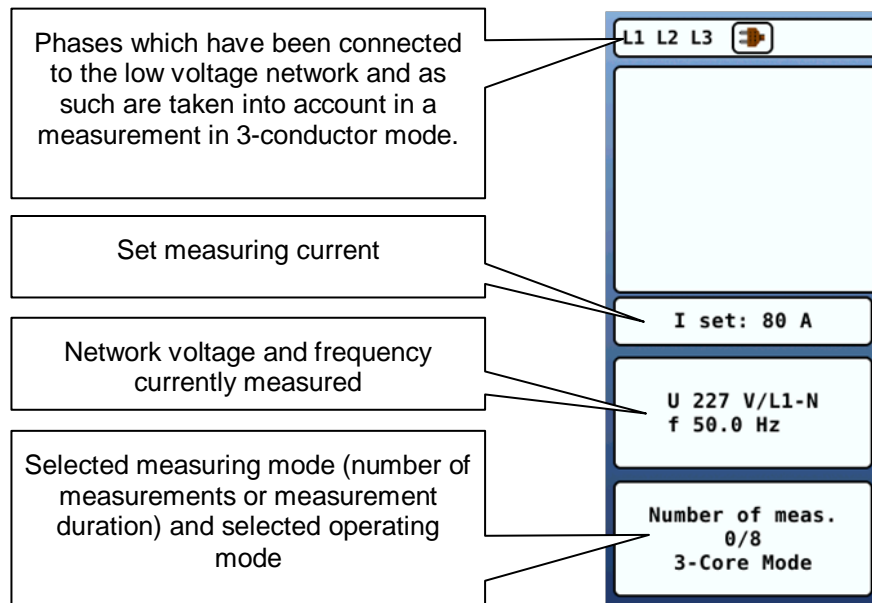 Phases which have been connected
to the low voltage network and as
such are taken into account in a
measurement in 3-conductor mode.
L1 L2 L3
Set measuring current
I set: 80 A
Network voltage and frequency
currently measured
U 227 V/L1-N
f 50.0 Hz
Selected measuring mode (number of
measurements or measurement
duration) and selected operating
mode
Number of meas.
0/8
3-Core Mode